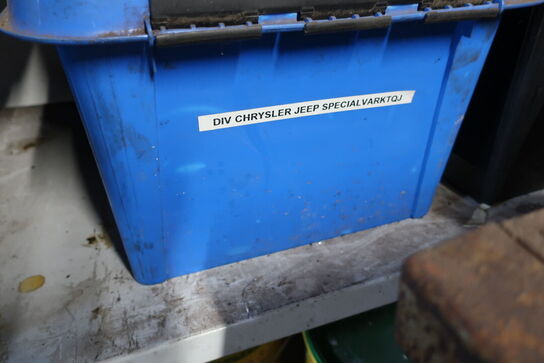 DIV CHRYSLER JEEP SPECIALVARKTQJ